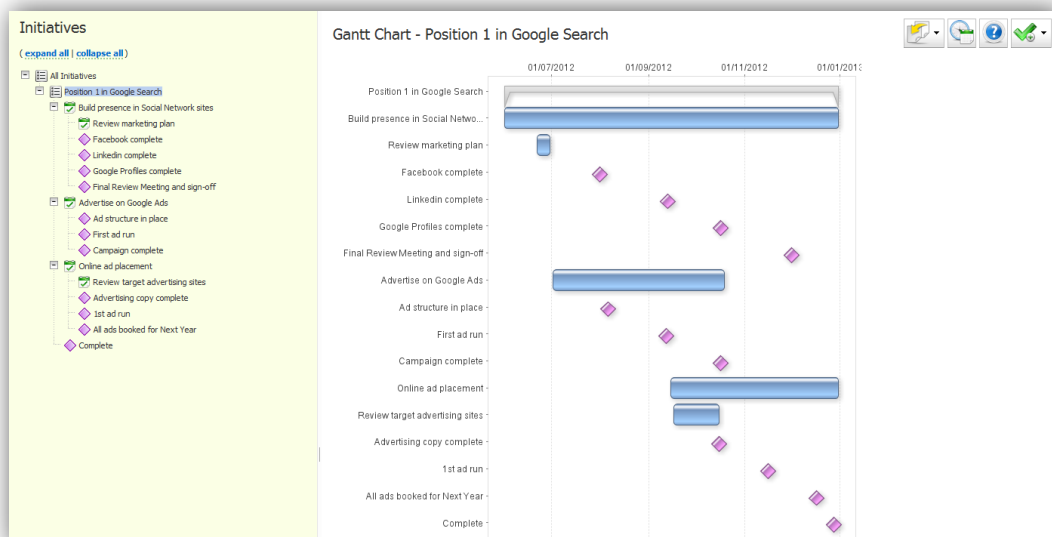 Initiatives
( expand all | collapse all )
All Initiatives
Position 1 in Google Search
Build presence in Social Network sites
Review marketing plan
Facebook complete
Linkedin complete
Google Profiles complete
Final Review Meeting and sign-off
Advertise on Google Ads
Ad structure in place
First ad run
Campaign complete
Online ad placement
Review target advertising sites
Advertising copy complete
1st ad run
All ads booked for Next Year
Complete
Gantt Chart - Position 1 in Google Search
01/07/2012 01/09/2012 01/11/2012 01/01/201
Position 1 in Google Search
Build presence in Social Netwo...
Review marketing plan
Facebook complete
Linkedin complete
Google Profiles complete
Final Review Meeting and sign-off
Advertise on Google Ads
Ad structure in place
First ad run
Campaign complete
Online ad placement
Review target advertising sites
Advertising copy complete
1st ad run
All ads booked for Next Year
Complete